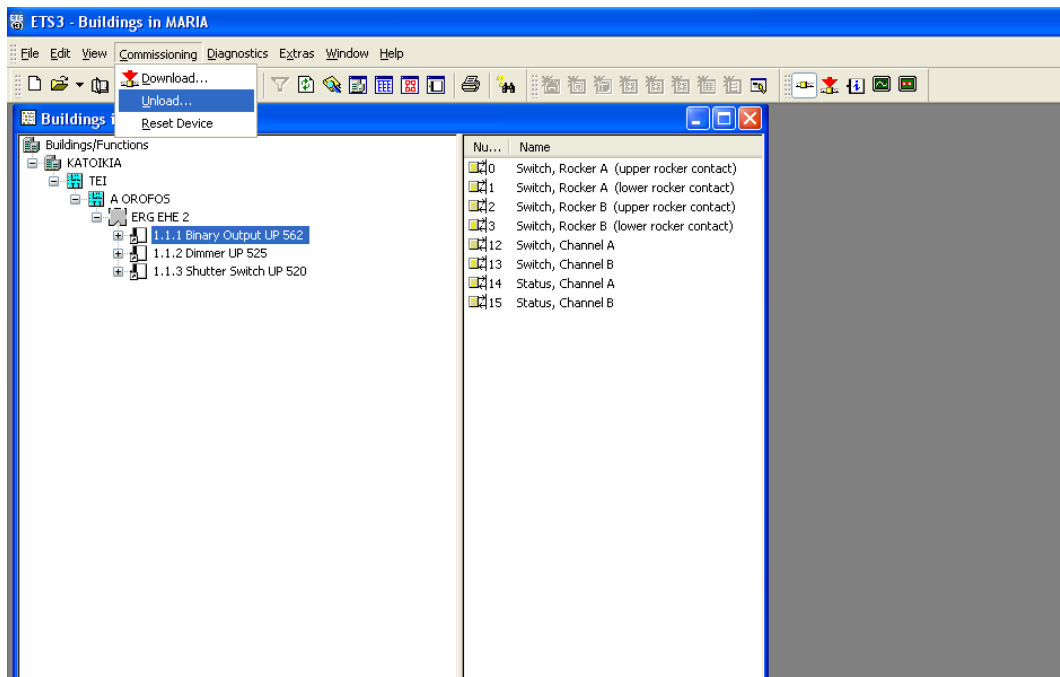 ETS3 - Buildings in MARIA
File Edit View Commissioning Diagnostics Extras Window Help
Download...
Unload...
Reset Device
Buildings i
Buildings/Functions
KATOIKIA
TEI
A OROFOS
ERG EHE 2
1.1.1 Binary Output UP 562
1.1.2 Dimmer UP 525
1.1.3 Shutter Switch UP 520
Nu... Name
0 Switch, Rocker A (upper rocker contact)
1 Switch, Rocker A (lower rocker contact)
2 Switch, Rocker B (upper rocker contact)
3 Switch, Rocker B (lower rocker contact)
12 Switch, Channel A
13 Switch, Channel B
14 Status, Channel A
15 Status, Channel B